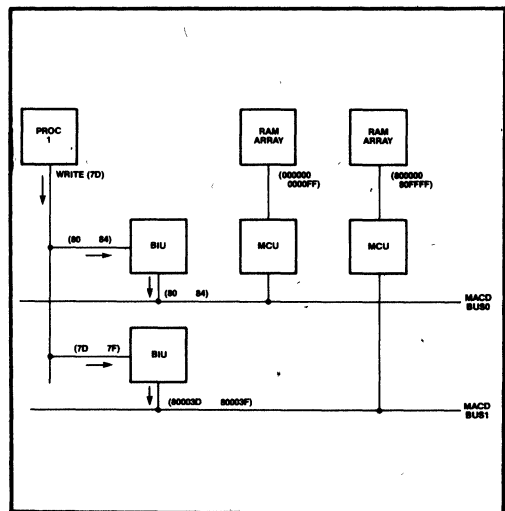 PROC
1
RAM
ARRAY
RAM
ARRAY
WRITE (7D)
(000000
0000FF)
(800000
80FFFF)
(80 84)
BIU
MCU
MCU
(80 84)
MACD
BUS0
(7D 7F)
BIU
(80003D 80003F)
MACD
BUS1